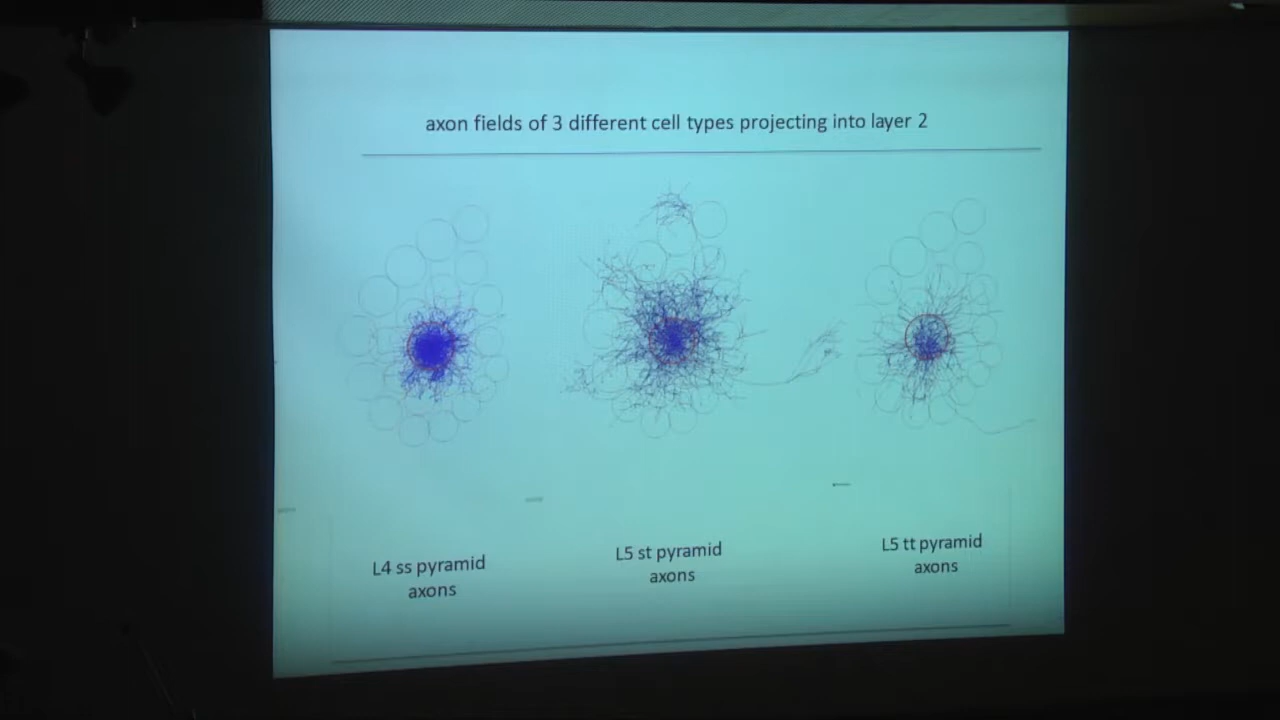 axon fields of 3 different cell types projecting into layer 2
L4 ss pyramid
axons
L5 st pyramid
axons
L5 tt pyramid
axons